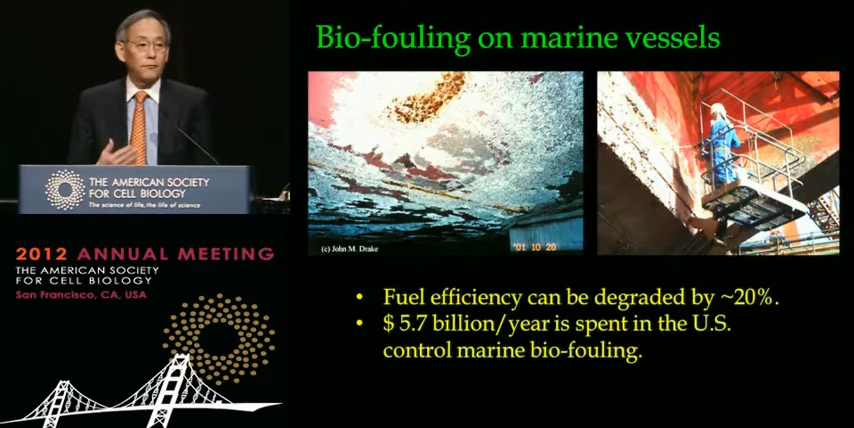 THE AMERICAN SOCIETY
FOR CELL BIOLOGY
The science of life, the life of science
2012 ANNUAL MEETING
THE AMERICAN SOCIETY
FOR CELL BIOLOGY
San Francisco, CA, USA
Bio-fouling on marine vessels
(c) John M. Drake
'01 10 20
• Fuel efficiency can be degraded by ~20%.
• $ 5.7 billion/year is spent in the U.S.
control marine bio-fouling.